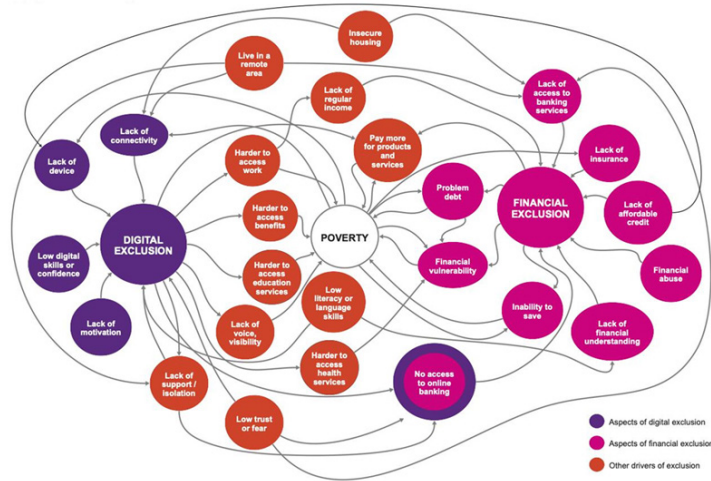 Insecure
housing
Live in a
remote
area
Lack of
regular
income
Lack of
access to
banking
services
Lack of
connectivity
Pay more
for products
and
services
Lack of
device
Harder to
access
work
Lack of
insurance
Problem
debt
FINANCIAL
EXCLUSION
Lack of
affordable
credit
Harder to
access
benefits
DIGITAL
EXCLUSION
POVERTY
Low digital
skills or
confidence
Harder to
access
education
services
Financial
vulnerability
Financial
abuse
Low
literacy or
language
skills
Inability to
save
Lack of
motivation
Lack of
voice,
visibility
Lack of
financial
understanding
Harder to
access
health
services
Lack of
support /
isolation
No access
to online
banking
Low trust
or fear
Aspects of digital exclusion
Aspects of financial exclusion
Other drivers of exclusion